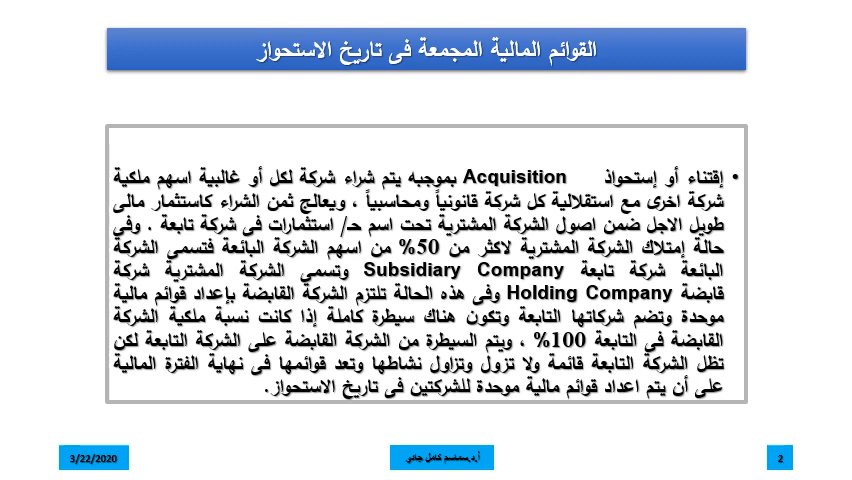 القوائم المالية المجمعة فى تاريخ الاستحواز
• إقتناء أو إستحواذ Acquisition بموجبه يتم شراء شركة لكل أو غالبية اسهم ملكية
شركة اخرى مع استقلالية كل شركة قانونياً ومحاسبياً ، ويعالج ثمن الشراء كاستثمار مالى
طويل الاجل ضمن اصول الشركة المشترية تحت اسم حـ/ استثمارات فى شركة تابعة . وفى
حالة إمتلاك الشركة المشترية لاكثر من 50% من اسهم الشركة البائعة فتسمى الشركة
البائعة شركة تابعة Subsidiary Company وتسمي الشركة المشترية شركة
قابضة Holding Company وفى هذه الحالة تلتزم الشركة القابضة بإعداد قوائم مالية
موحدة وتضم شركاتها التابعة وتكون هناك سيطرة كاملة إذا كانت نسبة ملكية الشركة
القابضة فى التابعة 100% ، ويتم السيطرة من الشركة القابضة على الشركة التابعة لكن
تظل الشركة التابعة قائمة ولا تزول وتزاول نشاطها وتعد قوائمها فى نهاية الفترة المالية
على أن يتم اعداد قوائم مالية موحدة للشركتين فى تاريخ الاستحواز.
3/22/2020
أ.د.سماسم كامل
2